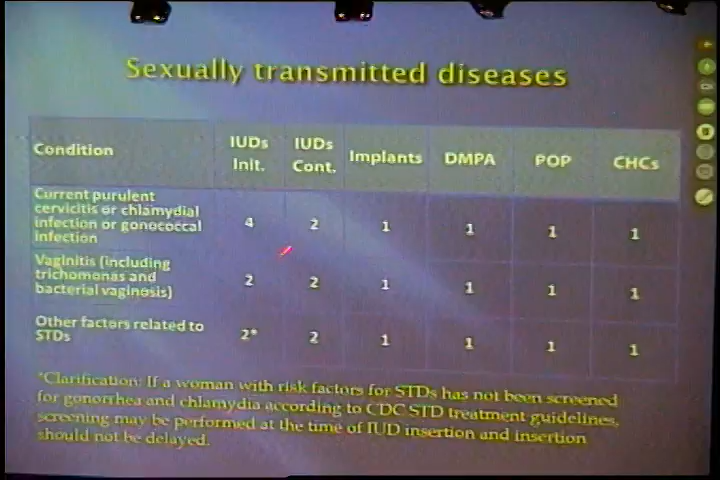 Sexually transmitted diseases
Condition IUDs Init. IUDs Cont. Implants DMPA POP CHCs
Current purulent
cervicitis or chlamydial
infection or gonococcal
infection
4 2 1 1 1 1
Vaginitis (including
trichomonas and
bacterial vaginosis)
2 2 1 1 1 1
Other factors related to
STDs
2* 2 1 1 1 1
*Clarification: If a woman with risk factors for STDs has not been screened
for gonorrhea and chlamydia according to CDC STD treatment guidelines,
screening may be performed at the time of IUD insertion and insertion
should not be delayed.